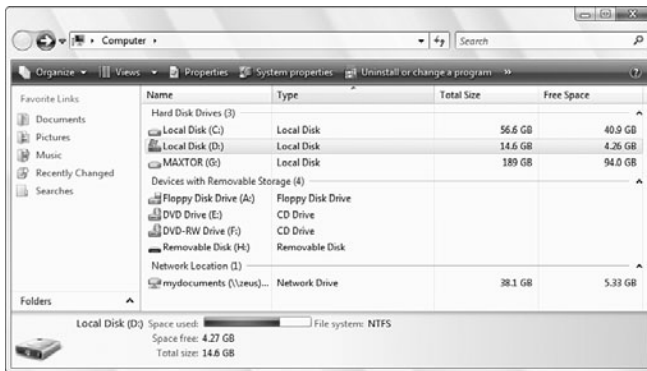 Computer
Search
Organize Views Properties System properties Uninstall or change a program »
Favorite Links
Documents
Pictures
Music
Recently Changed
Searches
Folders
Name Type Total Size Free Space
Hard Disk Drives (3)
Local Disk (C:) Local Disk 56.6 GB 40.9 GB
Local Disk (D:) Local Disk 14.6 GB 4.26 GB
MAXTOR (G:) Local Disk 189 GB 94.0 GB
Devices with Removable Storage (4)
Floppy Disk Drive (A:) Floppy Disk Drive
DVD Drive (E:) CD Drive
DVD-RW Drive (F:) CD Drive
Removable Disk (H:) Removable Disk
Network Location (1)
mydocuments (\\zeus)... Network Drive 38.1 GB 5.33 GB
Local Disk (D:) Space used: File system: NTFS
Space free: 4.27 GB
Total size: 14.6 GB